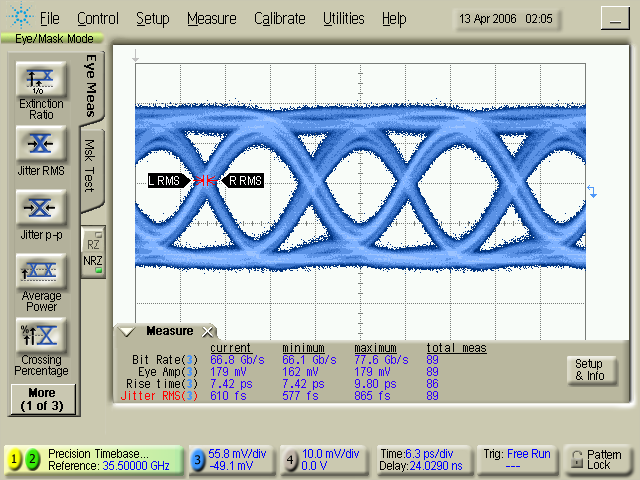 File Control Setup Measure Calibrate Utilities Help 13 Apr 2006 02:05
Eye/Mask Mode
Eye Meas
Msk Test
1/0
Extinction
Ratio
Jitter RMS
Jitter p-p
RZ
NRZ
Average
Power
%
Crossing
Percentage
More
(1 of 3)
L RMS R RMS
Measure
current minimum maximum total meas
Bit Rate(3) 66.8 Gb/s 66.1 Gb/s 77.6 Gb/s 89
Eye Amp(3) 179 mV 162 mV 179 mV 89
Rise time(3) 7.42 ps 7.42 ps 9.80 ps 86
Jitter RMS(3) 610 fs 577 fs 865 fs 89
Setup
& Info
1 2 Precision Timebase...
Reference: 35.50000 GHz
3 55.8 mV/div
-49.1 mV
4 10.0 mV/div
0.0 V
Time:6.3 ps/div
Delay:24.0290 ns
Trig: Free Run
---
Pattern
Lock